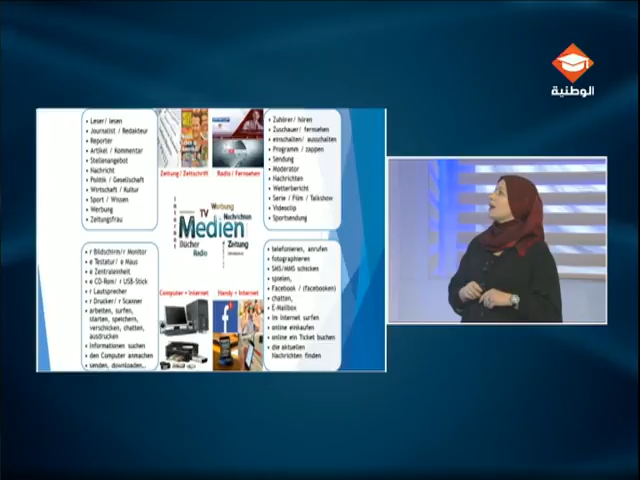 الوطنية
• Leser/ lesen
• Journalist / Redakteur
• Reporter
• Artikel / Kommentar
• Stellenangebot
• Nachricht
• Politik / Gesellschaft
• Wirtschaft / Kultur
• Sport / Wissen
• Werbung
• Zeitungsfrau
Zeitung / Zeitschrift
Radio / Fernsehen
• Zuhörer/ hören
• Zuschauer/ fernsehen
• einschalten/ ausschalten
• Programm / zappen
• Sendung
• Moderator
• Nachrichten
• Wetterbericht
• Serie / Film / Talkshow
• Videoclip
• Sportsendung
Internet
TV
Werbung
Nachrichten
Medien
Bücher
Radio
Zeitung
• r Bildschirm/r Monitor
• e Testatur/ e Maus
• e Zentraleinheit
• e CD-Rom/ r USB-Stick
• r Lautsprecher
• r Drucker/ r Scanner
• arbeiten, surfen,
starten, speichern,
verschicken, chatten,
ausdrucken
• Informationen suchen
• den Computer anmachen
• senden, downloaden…
Computer + Internet
Handy + Internet
• telefonieren, anrufen
• fotographieren
• SMS/MMS schicken
• spielen,
• Facebook / (facebooken)
• chatten,
• E-Mailbox
• im Internet surfen
• online einkaufen
• online ein Ticket buchen
• die aktuellen
Nachrichten finden